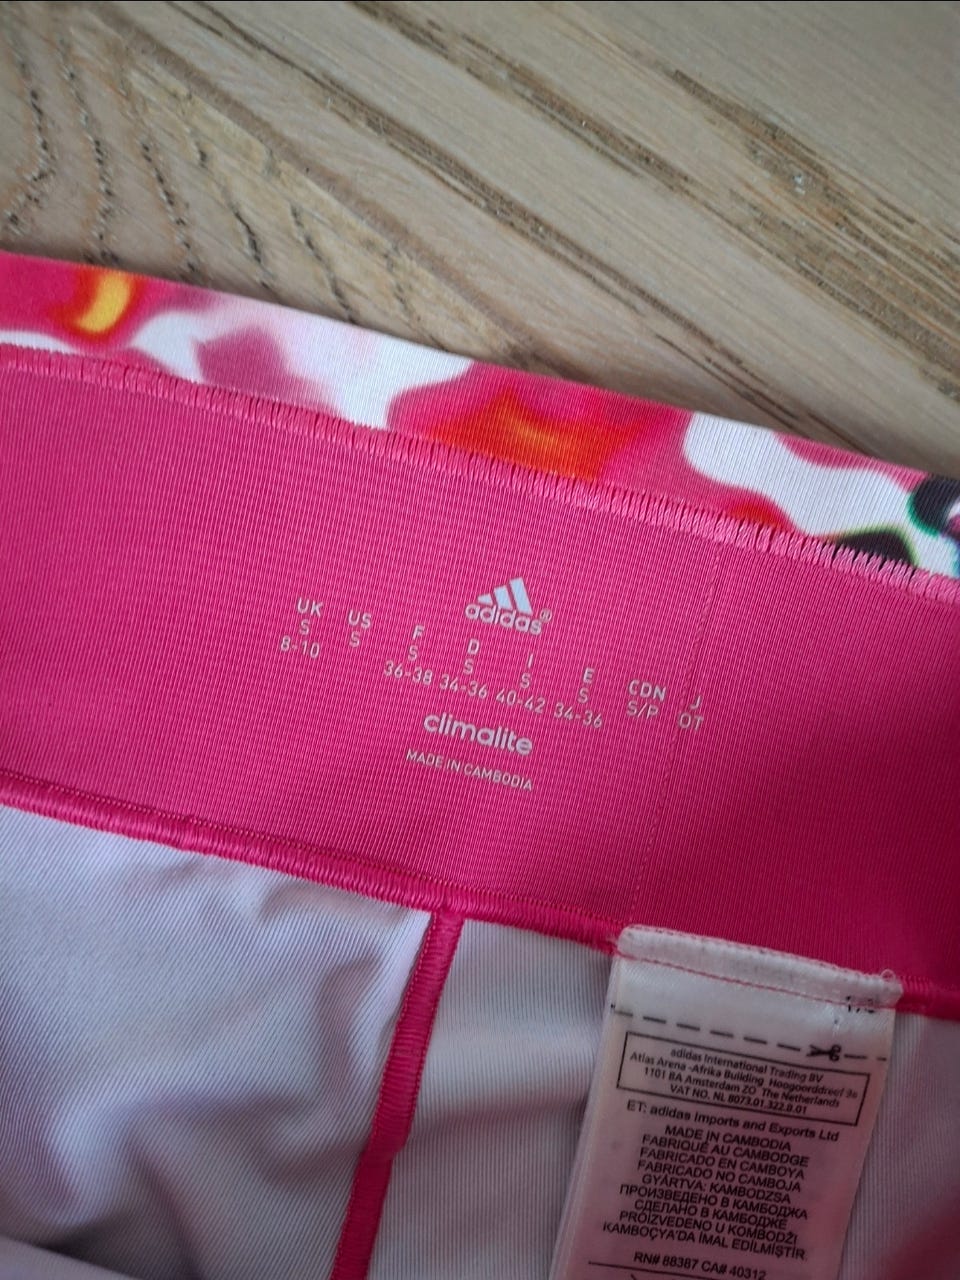 adidas®
UK US F D I E CDN J
S S S S S S S/P OT
8-10 36-38 34-36 40-42 34-36
climalite
MADE IN CAMBODIA
adidas International Trading BV
Atlas Arena -Afrika Building Hoogoorddreef 9a
1101 BA Amsterdam ZO The Netherlands
VAT NO. NL 8073.01.322.B.01
ET: adidas Imports and Exports Ltd
MADE IN CAMBODIA
FABRIQUÉ AU CAMBODGE
FABRICADO EN CAMBOYA
FABRICADO NO CAMBOJA
GYÁRTVA: KAMBODZSA
ПРОИЗВЕДЕНО В КАМБОДЖА
СДЕЛАНО В КАМБОДЖЕ
PROIZVEDENO U KOMBODŽI
KAMBOÇYA'DA İMAL EDİLMİŞTİR.
RN# 88387 CA# 40312